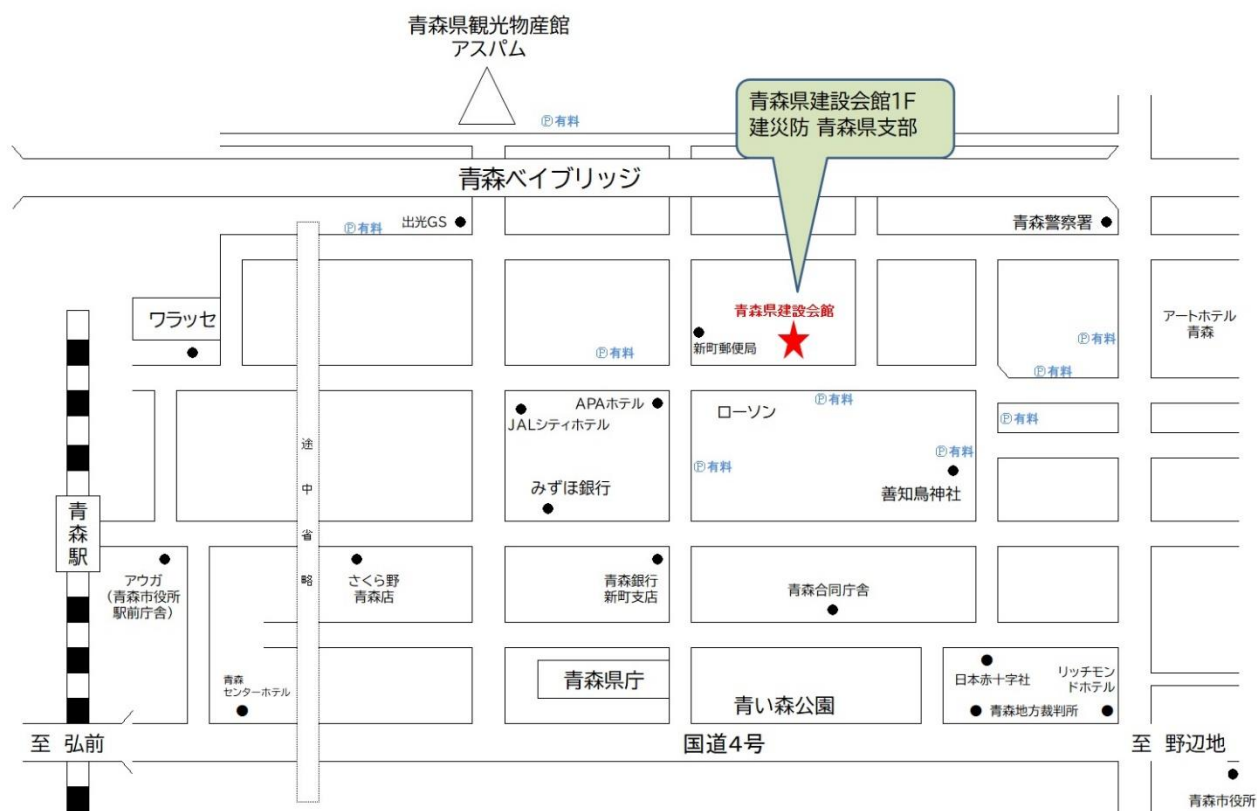 青森県観光物産館
アスパム
青森県建設会館1F
建災防 青森県支部
Ⓟ有料
青森ベイブリッジ
出光GS
Ⓟ有料
青森警察署
ワラッセ
青森県建設会館
新町郵便局
Ⓟ有料
Ⓟ有料
Ⓟ有料
アートホテル
青森
APAホテル
JALシティホテル
ローソン
Ⓟ有料
Ⓟ有料
Ⓟ有料
Ⓟ有料
みずほ銀行
善知鳥神社
途中省略
青森駅
アウガ
(青森市役所
駅前庁舎)
さくら野
青森店
青森銀行
新町支店
青森合同庁舎
青森
センターホテル
青森県庁
青い森公園
日本赤十字社
リッチモン
ドホテル
青森地方裁判所
至 弘前
国道4号
至 野辺地
青森市役所